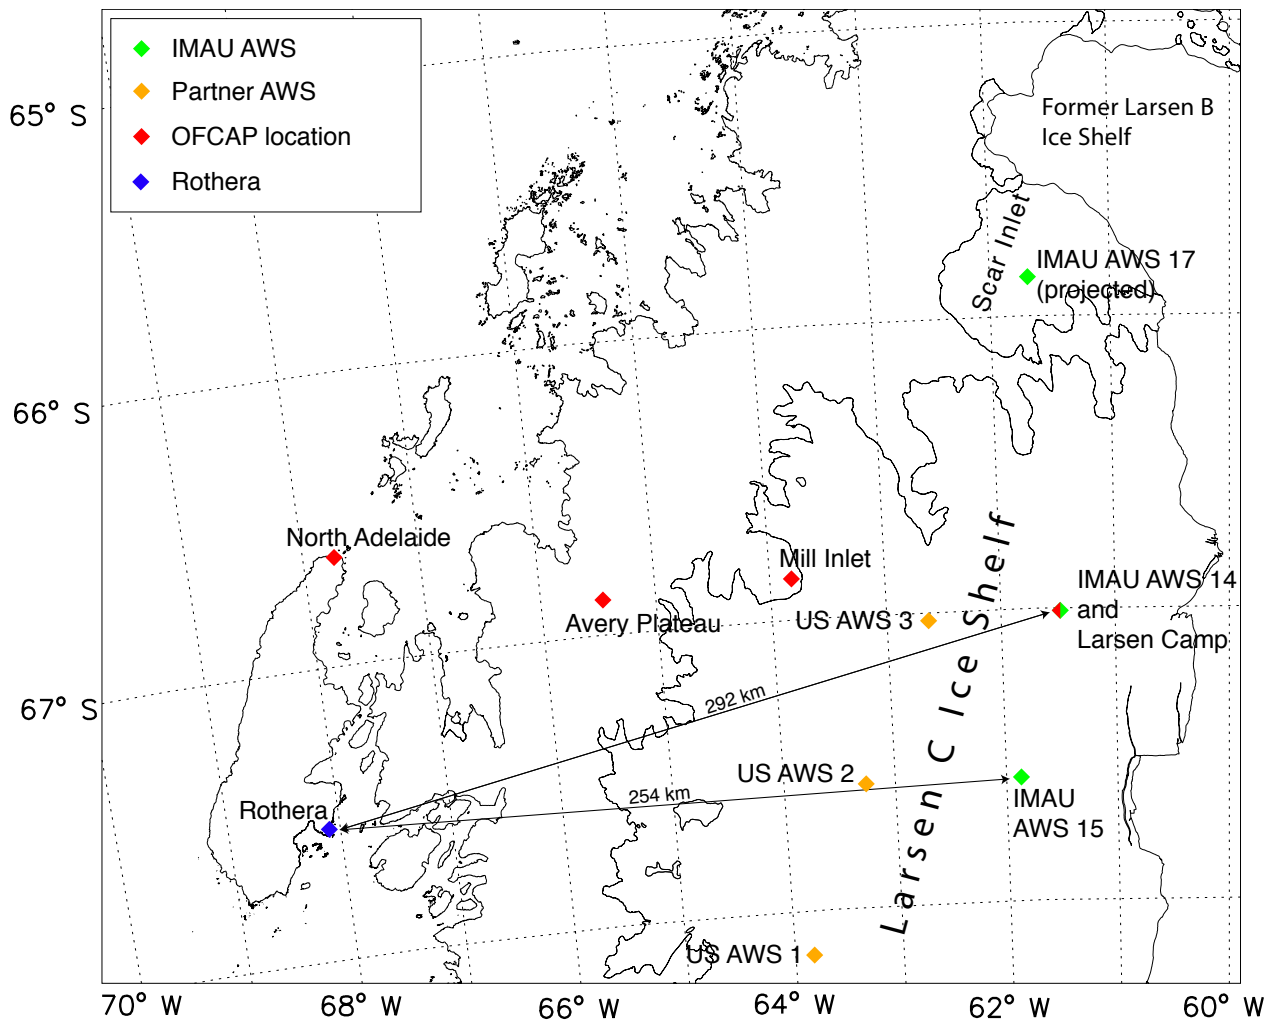 IMAU AWS
Partner AWS
OFCAP location
Rothera
65° S
66° S
67° S
Former Larsen B
Ice Shelf
Scar Inlet
IMAU AWS 17
(projected)
North Adelaide
Mill Inlet
Avery Plateau
US AWS 3
IMAU AWS 14
and
Larsen Camp
Larsen C Ice Shelf
292 km
US AWS 2
254 km
Rothera
IMAU
AWS 15
US AWS 1
70° W
68° W
66° W
64° W
62° W
60° W